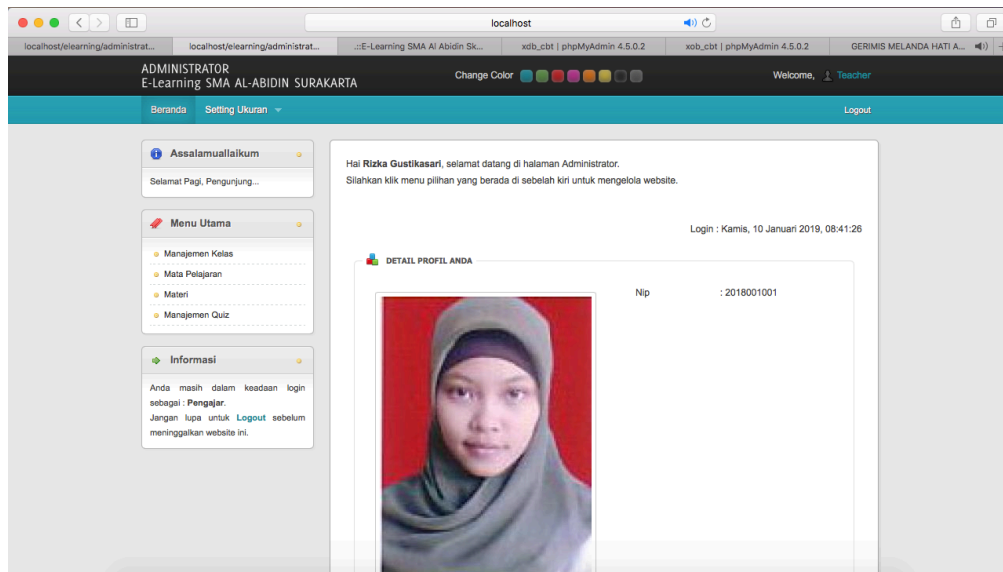 localhost
localhost/elearning/administrat...
localhost/elearning/administrat...
.::E-Learning SMA Al Abidin Sk...
xdb_cbt | phpMyAdmin 4.5.0.2
xob_cbt | phpMyAdmin 4.5.0.2
GERIMIS MELANDA HATI A...
ADMINISTRATOR
E-Learning SMA AL-ABIDIN SURAKARTA
Change Color
Welcome, Teacher
Beranda
Setting Ukuran
Logout
Assalamuallaikum
Selamat Pagi, Pengunjung...
Menu Utama
Manajemen Kelas
Mata Pelajaran
Materi
Manajemen Quiz
Informasi
Anda masih dalam keadaan login
sebagai : Pengajar.
Jangan lupa untuk Logout sebelum
meninggalkan website ini.
Hai Rizka Gustikasari, selamat datang di halaman Administrator.
Silahkan klik menu pilihan yang berada di sebelah kiri untuk mengelola website.
Login : Kamis, 10 Januari 2019, 08:41:26
DETAIL PROFIL ANDA
Nip : 2018001001